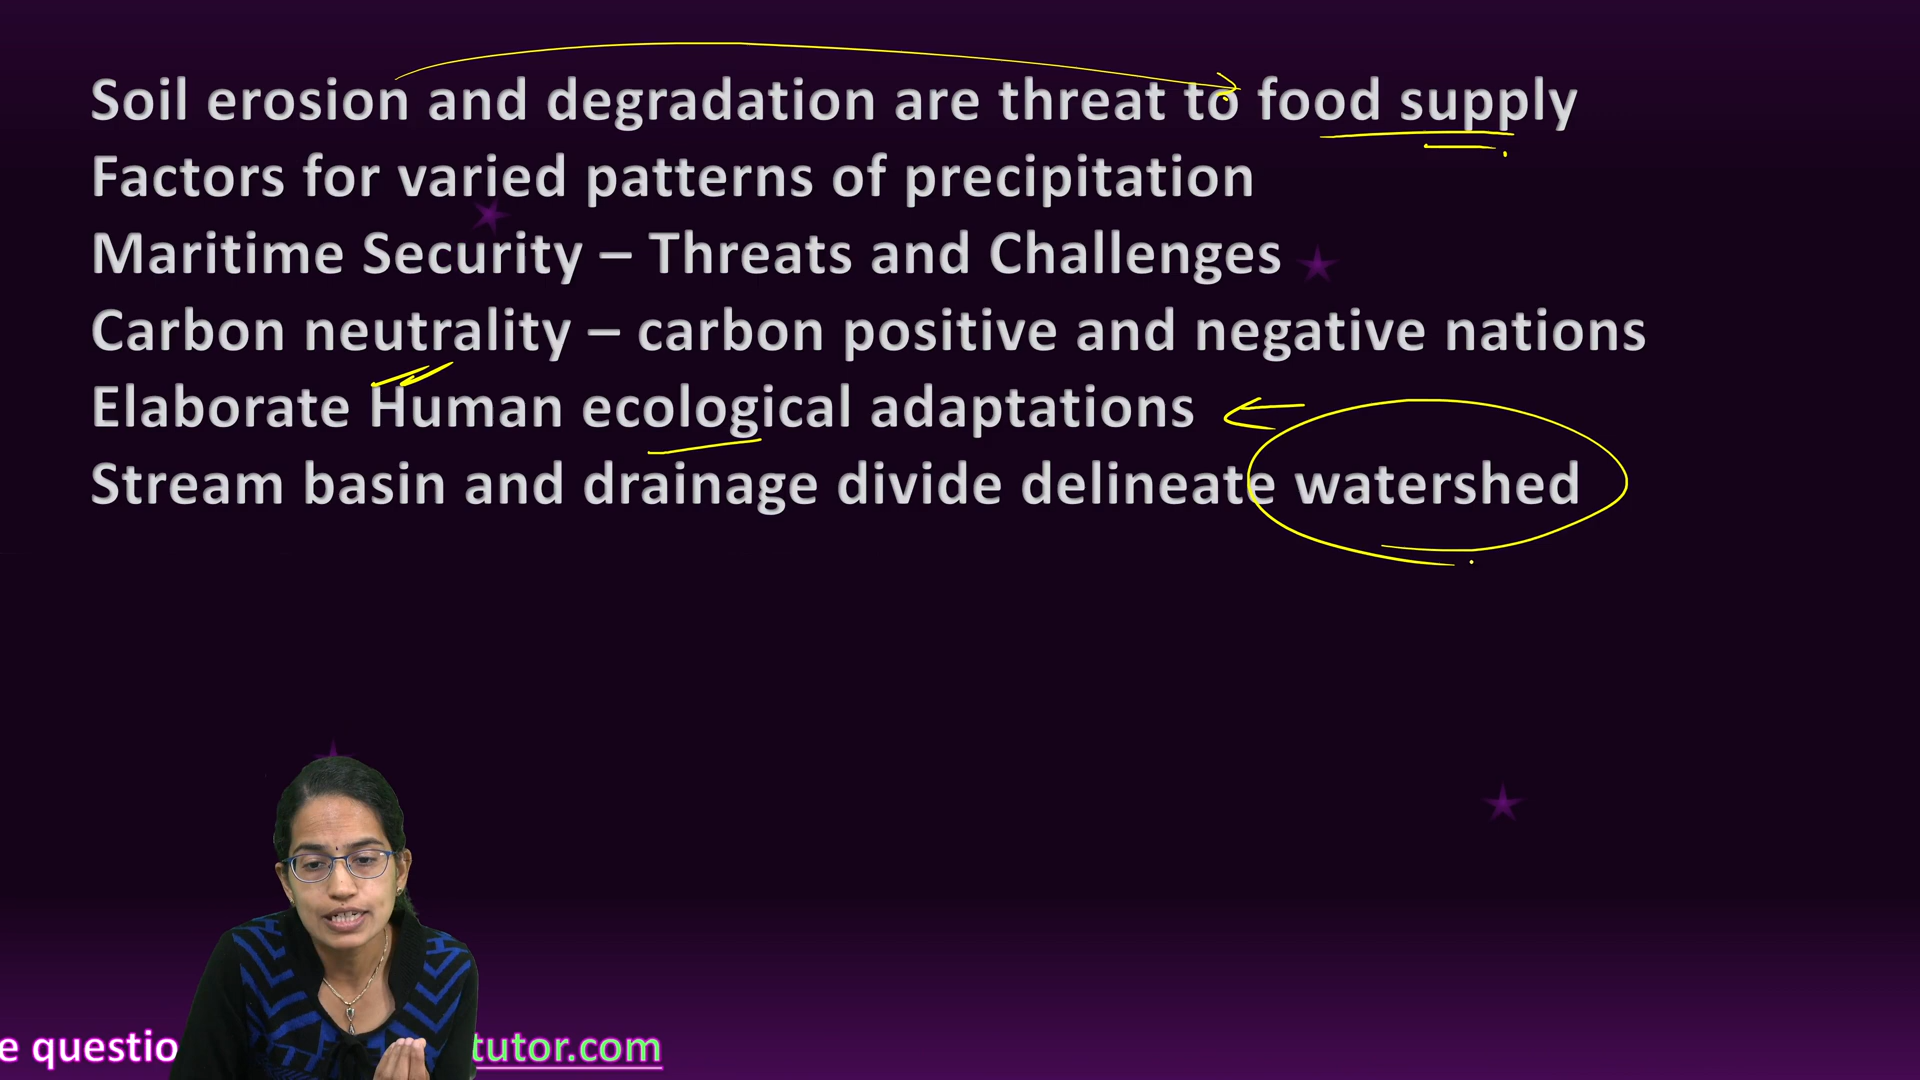 Soil erosion and degradation are threat to food supply
Factors for varied patterns of precipitation
Maritime Security – Threats and Challenges
Carbon neutrality – carbon positive and negative nations
Elaborate Human ecological adaptations
Stream basin and drainage divide delineate watershed
e questio tutor.com